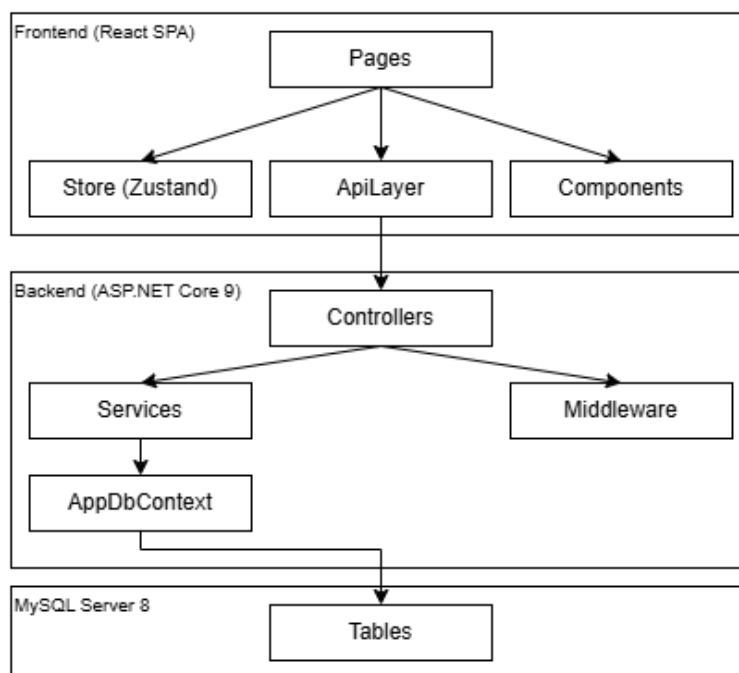 Frontend (React SPA)
Pages
Store (Zustand)
ApiLayer
Components
Backend (ASP.NET Core 9)
Controllers
Services
Middleware
AppDbContext
MySQL Server 8
Tables